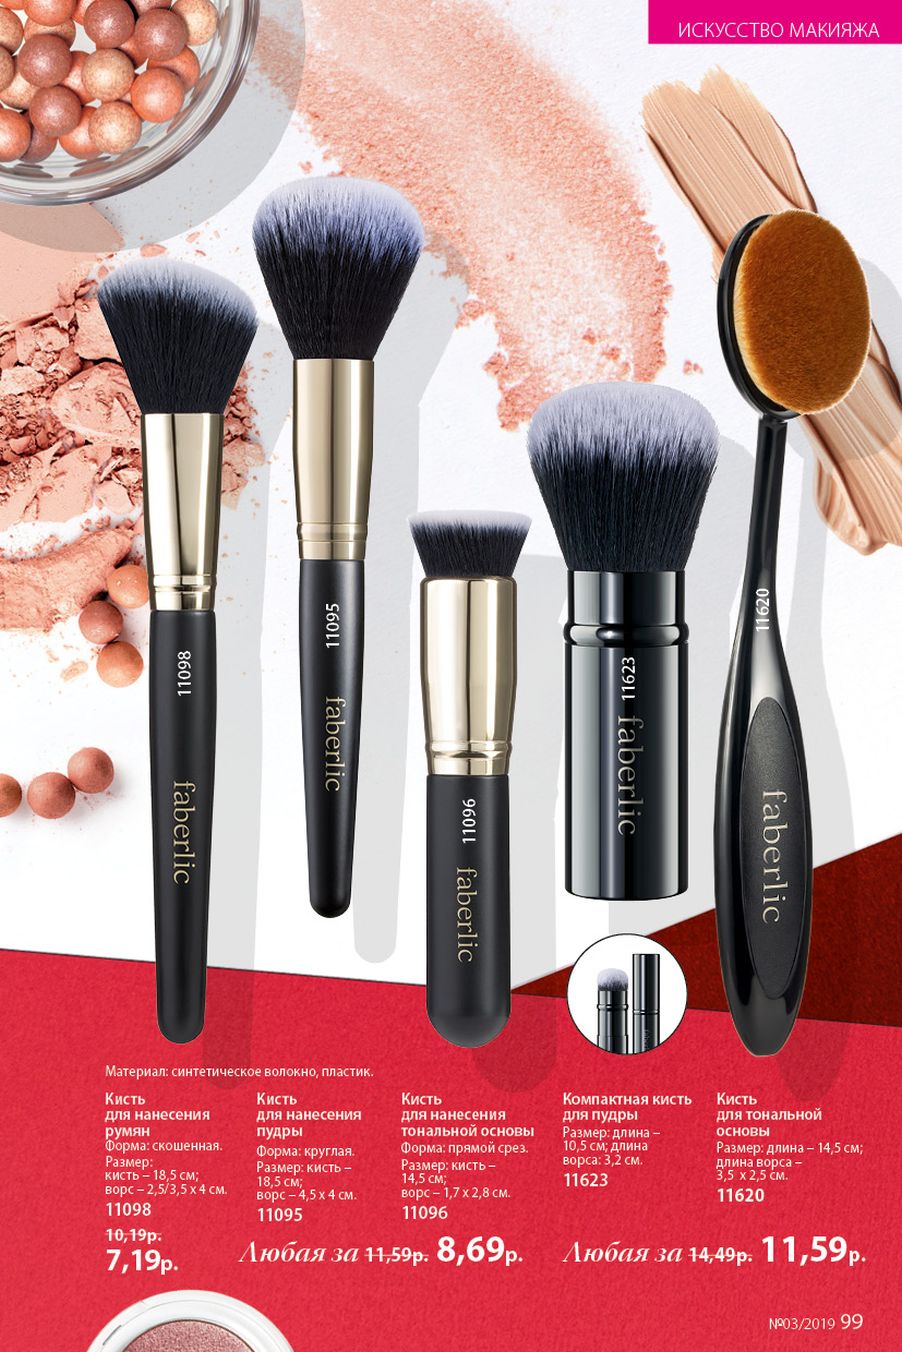 ИСКУССТВО МАКИЯЖА
11098
faberlic
11095
faberlic
11096
faberlic
11623
faberlic
11620
faberlic
Материал: синтетическое волокно, пластик.
Кисть
для нанесения
румян
Форма: скошенная.
Размер:
кисть – 18,5 см;
ворс – 2,5/3,5 х 4 см.
11098
10,19р.
7,19р.
Кисть
для нанесения
пудры
Форма: круглая.
Размер: кисть –
18,5 см;
ворс – 4,5 х 4 см.
11095
Кисть
для нанесения
тональной основы
Форма: прямой срез.
Размер: кисть –
14,5 см;
ворс – 1,7 х 2,8 см.
11096
Любая за 11,59р. 8,69р.
Компактная кисть
для пудры
Размер: длина –
10,5 см; длина
ворса: 3,2 см.
11623
Кисть
для тональной
основы
Размер: длина – 14,5 см;
длина ворса –
3,5 х 2,5 см.
11620
Любая за 14,49р. 11,59р.
№03/2019 99